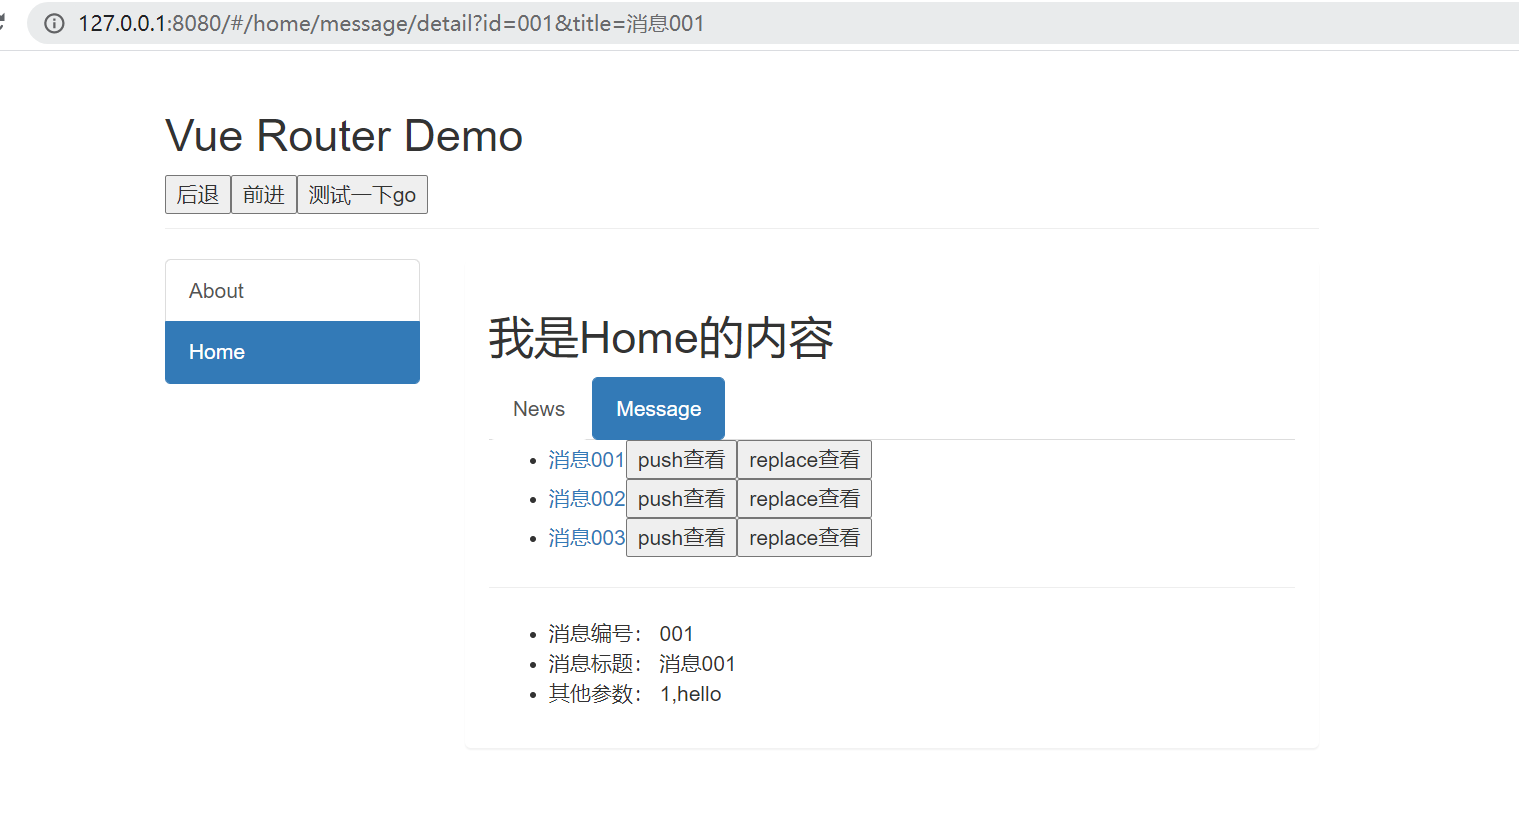 127.0.0.1:8080/#/home/message/detail?id=001&title=消息001
Vue Router Demo
后退 前进 测试一下go
About
Home
我是Home的内容
News Message
消息001 push查看 replace查看
消息002 push查看 replace查看
消息003 push查看 replace查看
消息编号： 001
消息标题： 消息001
其他参数： 1,hello